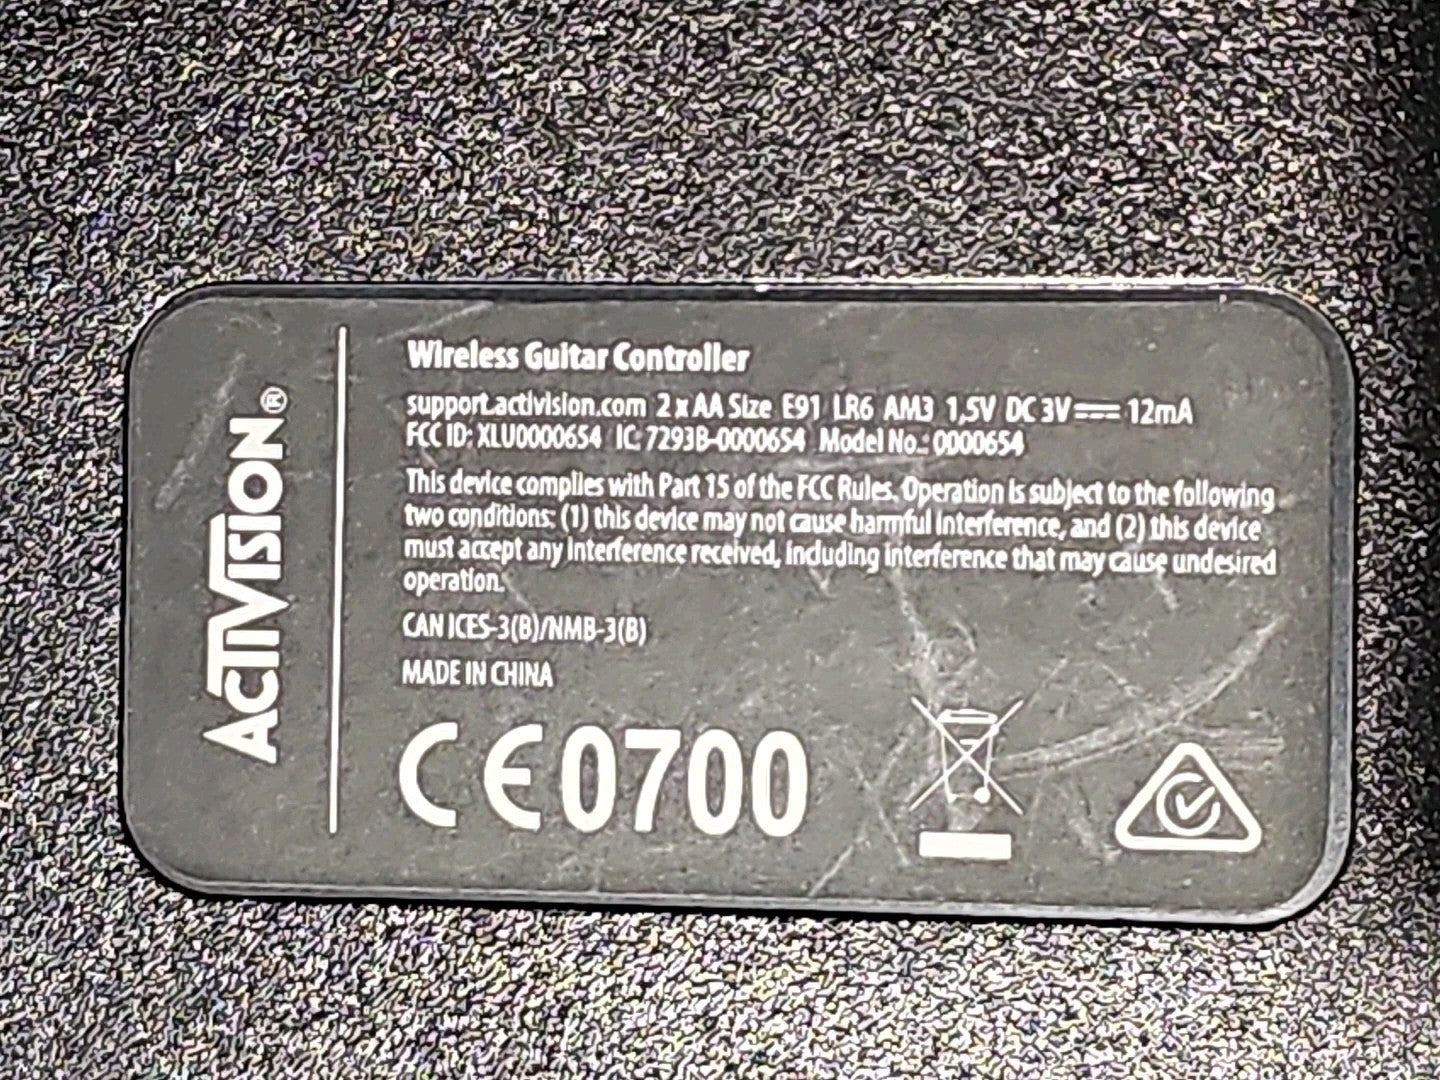 ACTIVISION®
Wireless Guitar Controller
support.activision.com 2 x AA Size E91 LR6 AM3 1,5V DC 3V⎓12mA
FCC ID: XLU0000654 IC: 7293B-0000654 Model No.: 0000654
This device complies with Part 15 of the FCC Rules. Operation is subject to the following
two conditions: (1) this device may not cause harmful interference, and (2) this device
must accept any interference received, including interference that may cause undesired
operation.
CAN ICES-3(B)/NMB-3(B)
MADE IN CHINA
CE0700